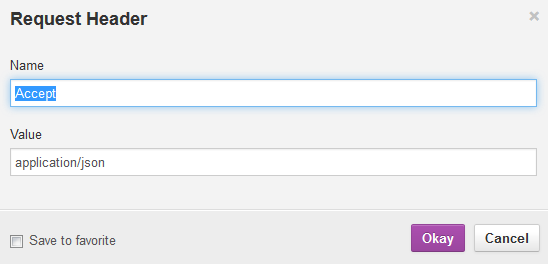 Request Header
Name
Accept
Value
application/json
Save to favorite
Okay
Cancel